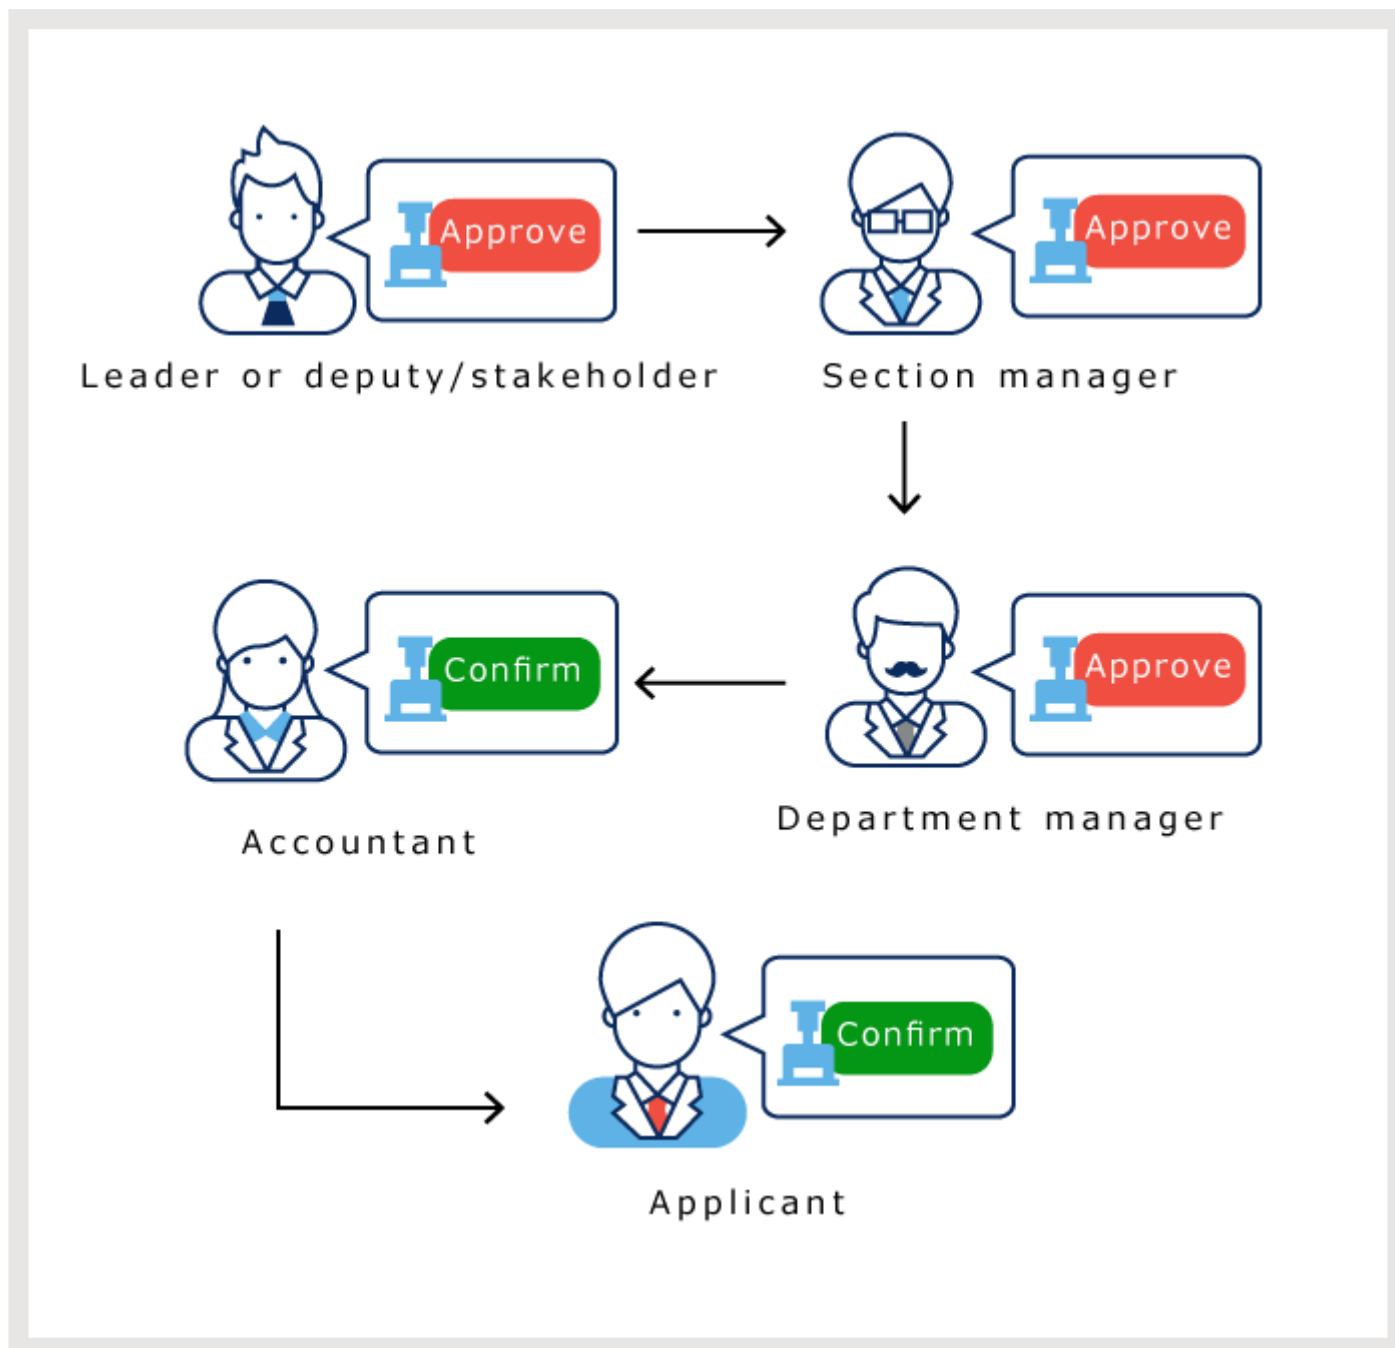 Approve
Approve
Leader or deputy/stakeholder
Section manager
Confirm
Approve
Accountant
Department manager
Confirm
Applicant